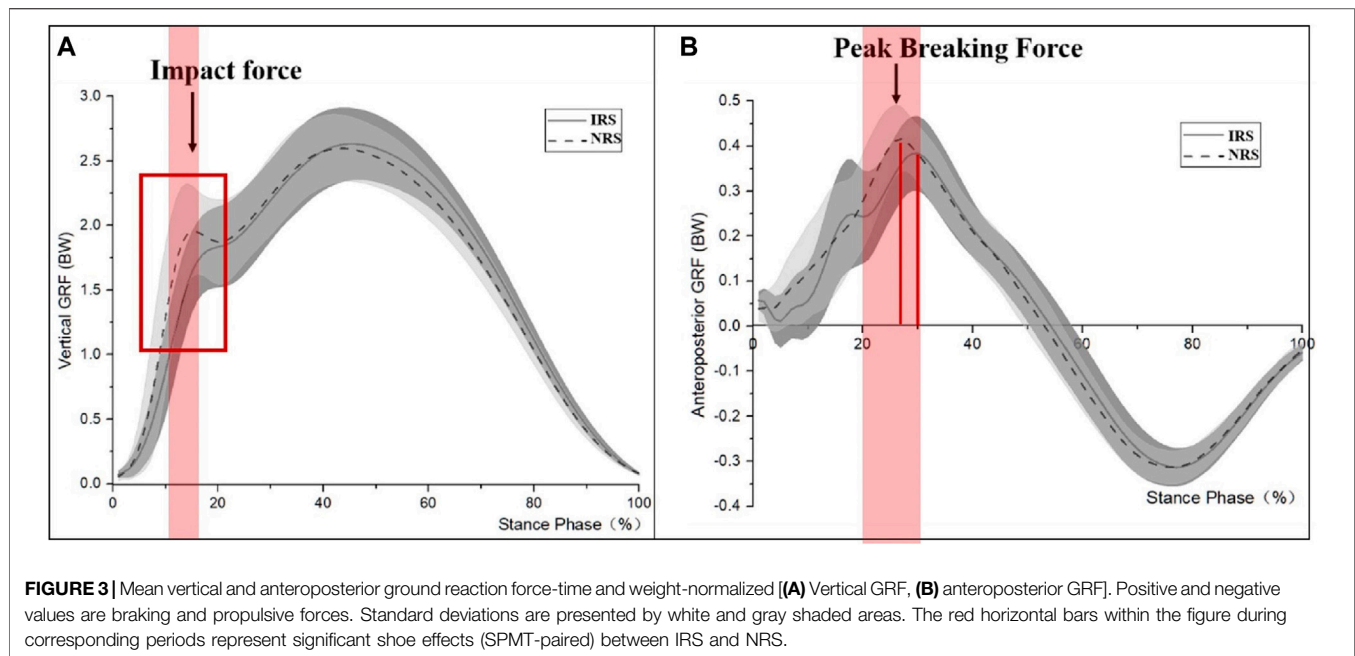 A
Impact force
3.0
2.5
2.0
1.5
1.0
0.5
0.0
Vertical GRF (BW)
0 20 40 60 80 100
Stance Phase (%)
IRS
NRS
B
Peak Breaking Force
0.5
0.4
0.3
0.2
0.1
0.0
-0.1
-0.2
-0.3
-0.4
Anteroposterior GRF (BW)
0 20 40 60 80 100
Stance Phase (%)
IRS
NRS
FIGURE 3 | Mean vertical and anteroposterior ground reaction force-time and weight-normalized [(A) Vertical GRF, (B) anteroposterior GRF]. Positive and negative
values are braking and propulsive forces. Standard deviations are presented by white and gray shaded areas. The red horizontal bars within the figure during
corresponding periods represent significant shoe effects (SPMT-paired) between IRS and NRS.